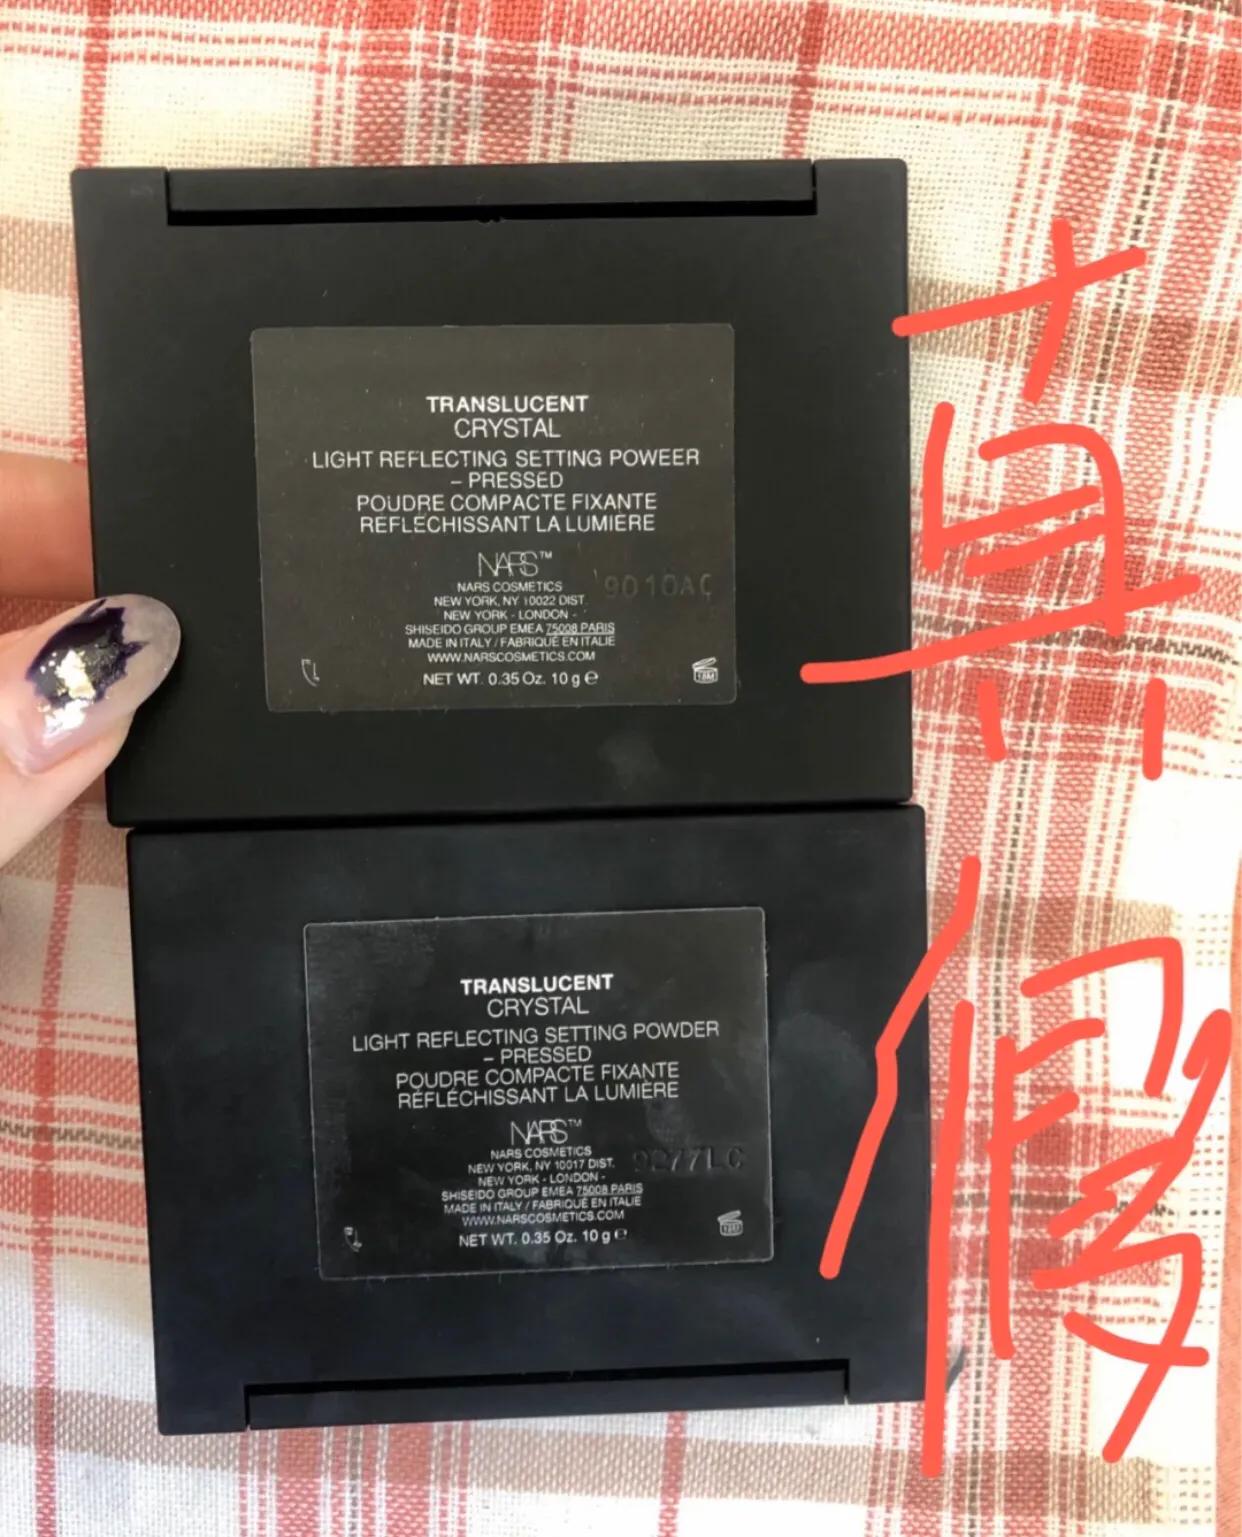 TRANSLUCENT
CRYSTAL
LIGHT REFLECTING SETTING POWEER
– PRESSED
POUDRE COMPACTE FIXANTE
REFLECHISSANT LA LUMIÈRE
NARS™
NARS COSMETICS
NEW YORK, NY 10022 DIST.
NEW YORK - LONDON -
SHISEIDO GROUP EMEA 75008 PARIS
MADE IN ITALY / FABRIQUÉ EN ITALIE
WWW.NARSCOSMETICS.COM
NET WT. 0.35 Oz. 10 g ℮
9010AC
18M
真
TRANSLUCENT
CRYSTAL
LIGHT REFLECTING SETTING POWDER
– PRESSED
POUDRE COMPACTE FIXANTE
RÉFLÉCHISSANT LA LUMIÈRE
NARS™
NARS COSMETICS
NEW YORK, NY 10017 DIST.
NEW YORK - LONDON -
SHISEIDO GROUP EMEA 75008 PARIS
MADE IN ITALY / FABRIQUÉ EN ITALIE
WWW.NARSCOSMETICS.COM
NET WT. 0.35 Oz. 10 g ℮
9277LC
假